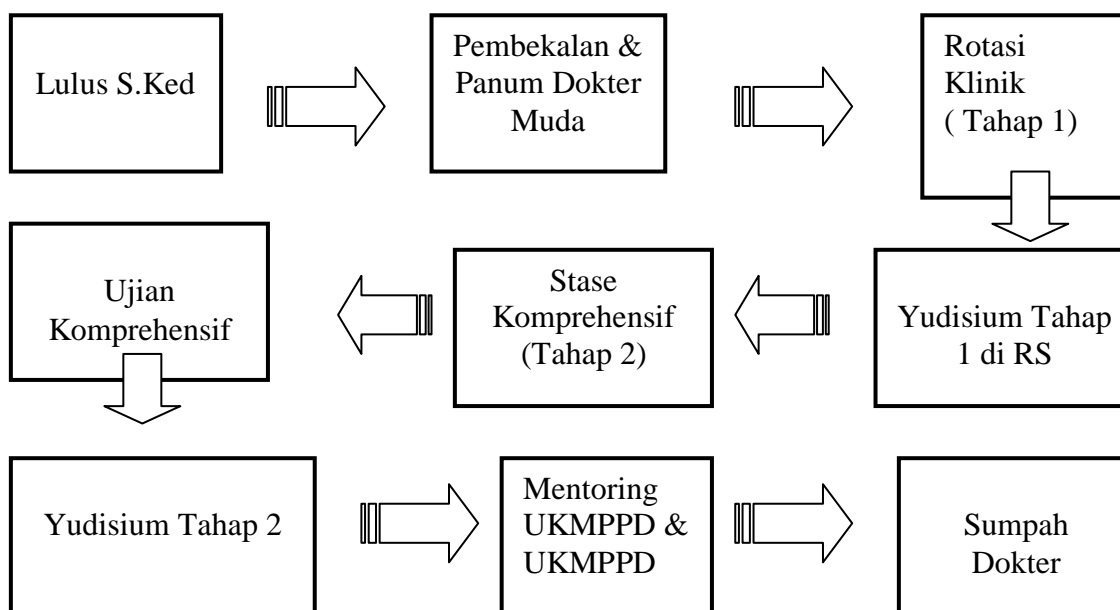 Lulus S.Ked
Pembekalan &
Panum Dokter
Muda
Rotasi
Klinik
( Tahap 1)
Yudisium Tahap
1 di RS
Stase
Komprehensif
(Tahap 2)
Ujian
Komprehensif
Yudisium Tahap 2
Mentoring
UKMPPD &
UKMPPD
Sumpah
Dokter